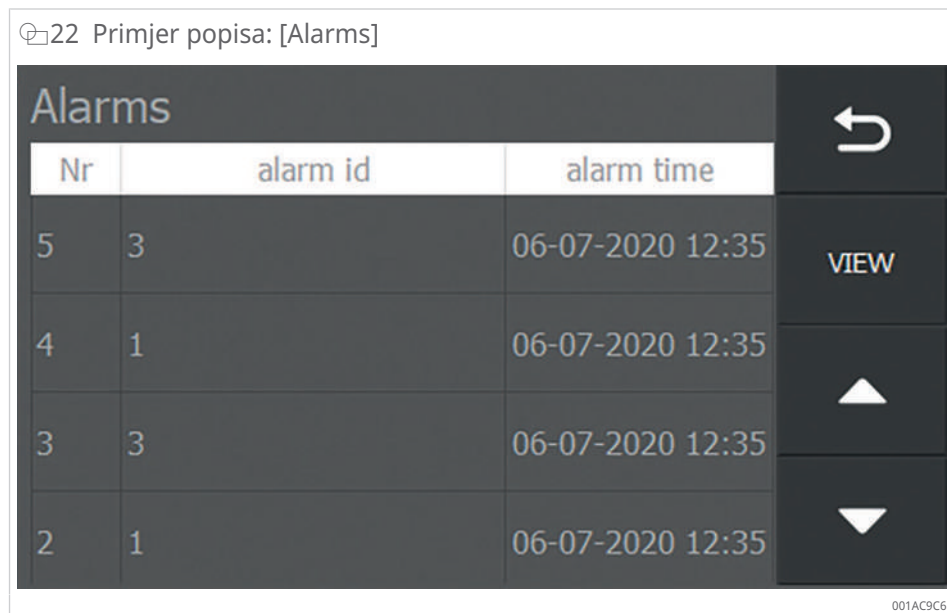 22 Primjer popisa: [Alarms]
Alarms
Nr alarm id alarm time
5 3 06-07-2020 12:35
VIEW
4 1 06-07-2020 12:35
3 3 06-07-2020 12:35
2 1 06-07-2020 12:35
001AC9C6